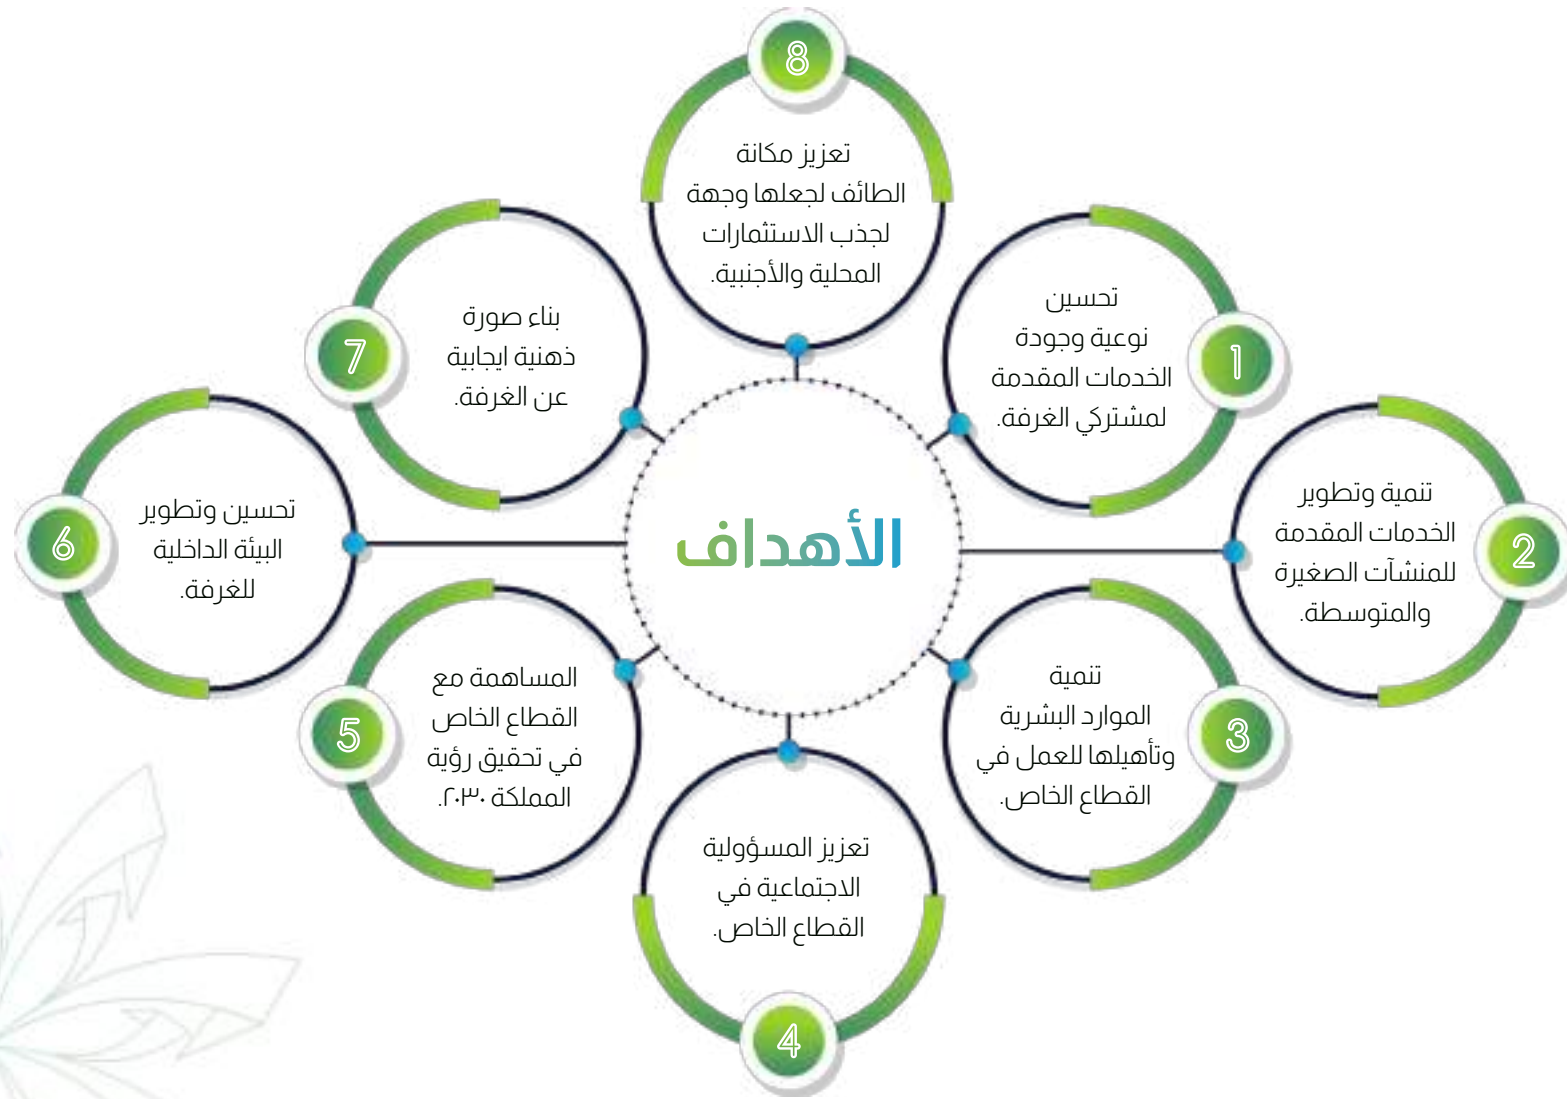 الأهداف
1
تحسين
نوعية وجودة
الخدمات المقدمة
لمشتركي الغرفة.
2
تنمية وتطوير
الخدمات المقدمة
للمنشآت الصغيرة
والمتوسطة.
3
تنمية
الموارد البشرية
وتأهيلها للعمل في
القطاع الخاص.
4
تعزيز المسؤولية
الاجتماعية في
القطاع الخاص.
5
المساهمة مع
القطاع الخاص
في تحقيق رؤية
المملكة ٢٠٣٠.
6
تحسين وتطوير
البيئة الداخلية
للغرفة.
7
بناء صورة
ذهنية ايجابية
عن الغرفة.
8
تعزيز مكانة
الطائف لجعلها وجهة
لجذب الاستثمارات
المحلية والأجنبية.